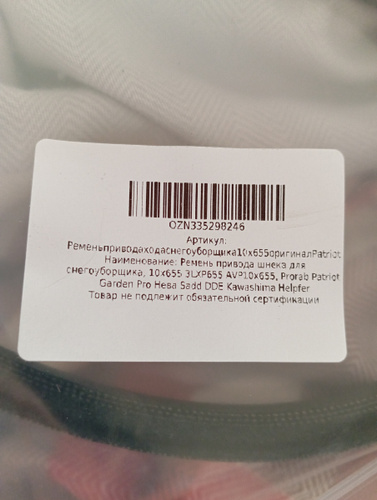 OZN335298246
Артикул:
Ременьприводаходаснегоуборщика10х655оригиналPatriot
Наименование: Ремень привода шнека для
снегоуборщика, 10х655 3LXP655 AVP10x655, Prorab Patriot
Garden Pro Нева Sadd DDE Kawashima Helpfer
Товар не подлежит обязательной сертификации